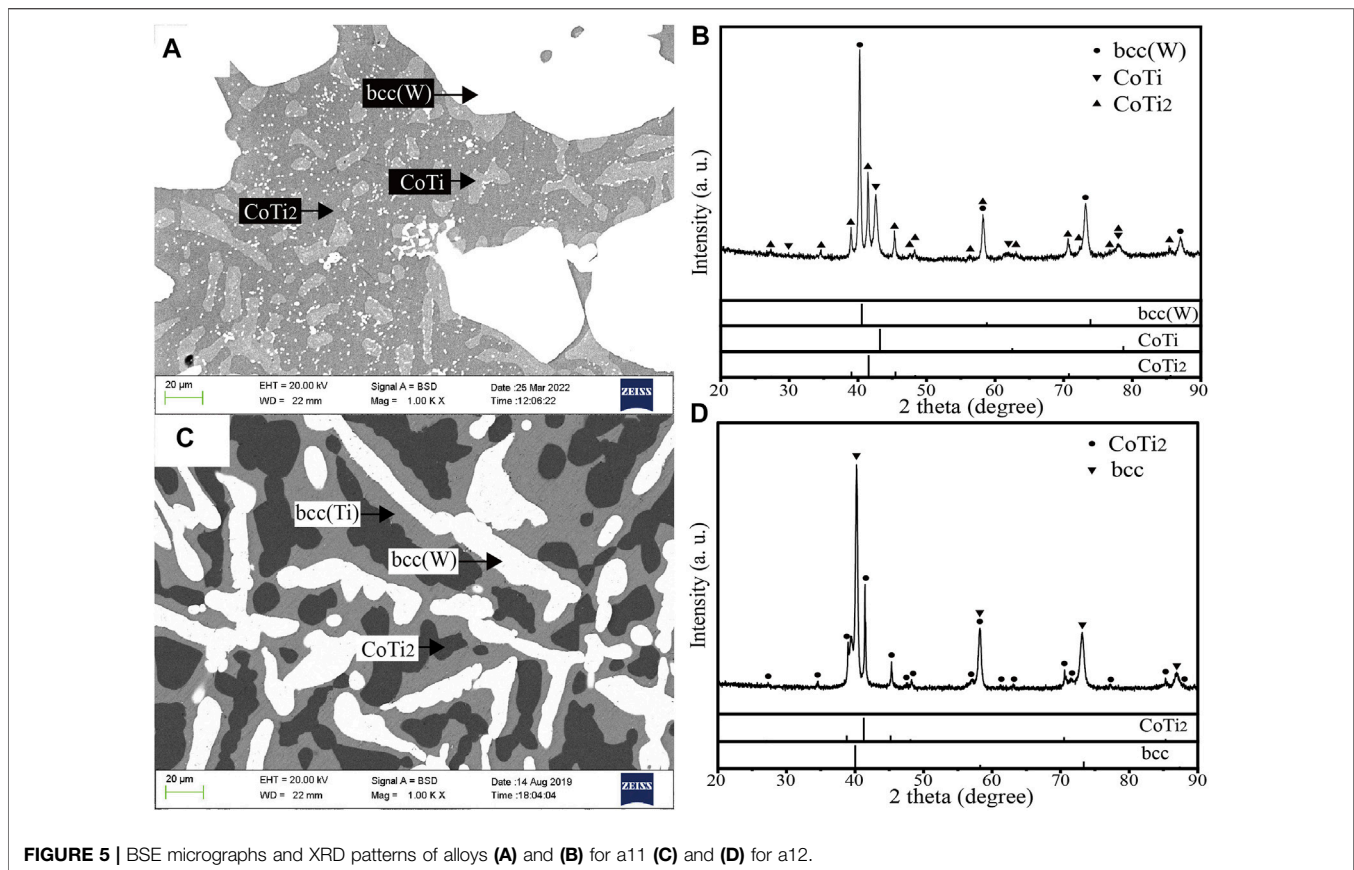 A
bcc(W)
CoTi
CoTi2
20 μm
EHT = 20.00 kV
WD = 22 mm
Signal A = BSD
Mag = 1.00 K X
Date :25 Mar 2022
Time :12:06:22
ZEISS
B
bcc(W)
CoTi
CoTi2
Intensity (a. u.)
bcc(W)
CoTi
CoTi2
20 30 40 50 60 70 80 90
2 theta (degree)
C
bcc(Ti)
bcc(W)
CoTi2
20 μm
EHT = 20.00 kV
WD = 22 mm
Signal A = BSD
Mag = 1.00 K X
Date :14 Aug 2019
Time :18:04:04
ZEISS
D
CoTi2
bcc
Intensity (a. u.)
CoTi2
bcc
20 30 40 50 60 70 80 90
2 theta (degree)
FIGURE 5 | BSE micrographs and XRD patterns of alloys (A) and (B) for a11 (C) and (D) for a12.